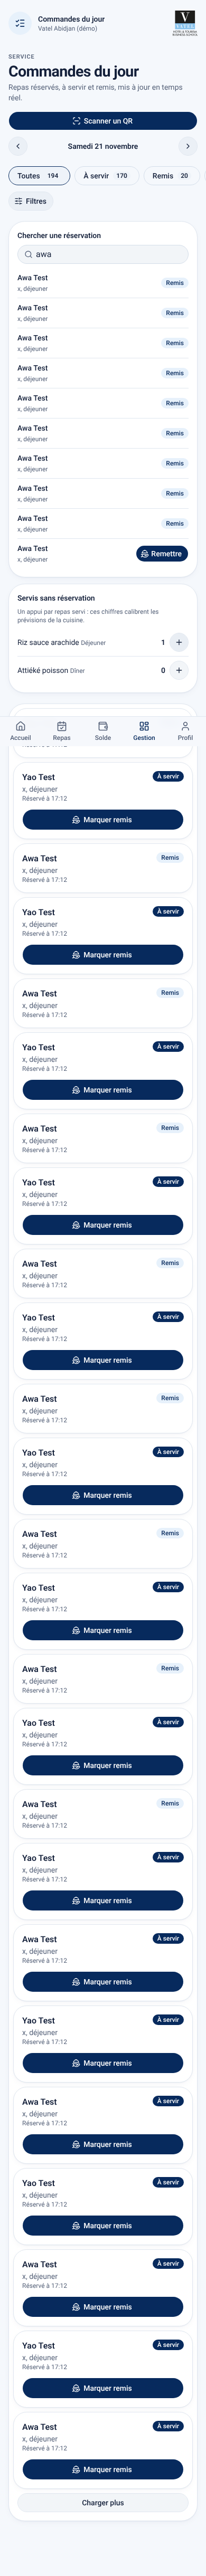 Commandes du jour
Vatel Abidjan (démo)
VATEL
SERVICE
Commandes du jour
Repas réservés, à servir et remis, mis à jour en temps
réel.
Scanner un QR
Samedi 21 novembre
Toutes 194
À servir 170
Remis 20
Filtres
Chercher une réservation
awa
Awa Test
x, déjeuner
Remis
Awa Test
x, déjeuner
Remis
Awa Test
x, déjeuner
Remis
Awa Test
x, déjeuner
Remis
Awa Test
x, déjeuner
Remis
Awa Test
x, déjeuner
Remis
Awa Test
x, déjeuner
Remis
Awa Test
x, déjeuner
Remis
Awa Test
x, déjeuner
Remis
Awa Test
x, déjeuner
Remettre
Servis sans réservation
Un appui par repas servi : ces chiffres calibrent les
prévisions de la cuisine.
Riz sauce arachide Déjeuner 1 +
Attiéké poisson Dîner 0 +
Accueil
Repas
Solde
Gestion
Profil
Yao Test
À servir
x, déjeuner
Réservé à 17:12
Marquer remis
Awa Test
Remis
x, déjeuner
Réservé à 17:12
Yao Test
À servir
x, déjeuner
Réservé à 17:12
Marquer remis
Awa Test
Remis
x, déjeuner
Réservé à 17:12
Yao Test
À servir
x, déjeuner
Réservé à 17:12
Marquer remis
Awa Test
Remis
x, déjeuner
Réservé à 17:12
Yao Test
À servir
x, déjeuner
Réservé à 17:12
Marquer remis
Awa Test
Remis
x, déjeuner
Réservé à 17:12
Yao Test
À servir
x, déjeuner
Réservé à 17:12
Marquer remis
Awa Test
Remis
x, déjeuner
Réservé à 17:12
Yao Test
À servir
x, déjeuner
Réservé à 17:12
Marquer remis
Awa Test
Remis
x, déjeuner
Réservé à 17:12
Yao Test
À servir
x, déjeuner
Réservé à 17:12
Marquer remis
Awa Test
Remis
x, déjeuner
Réservé à 17:12
Yao Test
À servir
x, déjeuner
Réservé à 17:12
Marquer remis
Awa Test
Remis
x, déjeuner
Réservé à 17:12
Yao Test
À servir
x, déjeuner
Réservé à 17:12
Marquer remis
Awa Test
À servir
x, déjeuner
Réservé à 17:12
Marquer remis
Yao Test
À servir
x, déjeuner
Réservé à 17:12
Marquer remis
Awa Test
À servir
x, déjeuner
Réservé à 17:12
Marquer remis
Yao Test
À servir
x, déjeuner
Réservé à 17:12
Marquer remis
Awa Test
À servir
x, déjeuner
Réservé à 17:12
Marquer remis
Yao Test
À servir
x, déjeuner
Réservé à 17:12
Marquer remis
Awa Test
À servir
x, déjeuner
Réservé à 17:12
Marquer remis
Charger plus